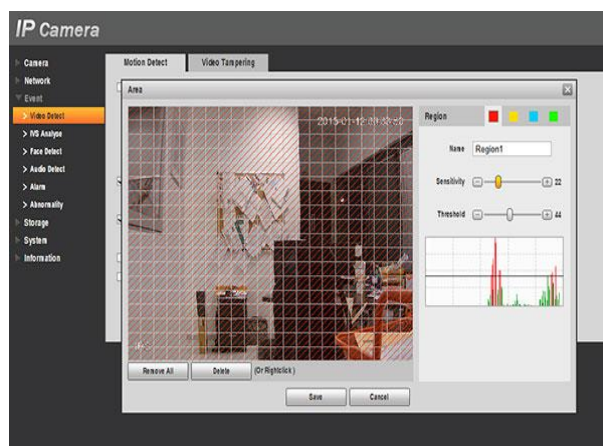 IP Camera
Camera
Network
Event
> Video Detect
> IVS Analyse
> Face Detect
> Audio Detect
> Alarm
> Abnormality
Storage
System
Information
Motion Detect
Video Tampering
Area
Region
Name Region1
Sensitivity 22
Threshold 44
Remove All
Delete
(Or Rightclick )
Save
Cancel